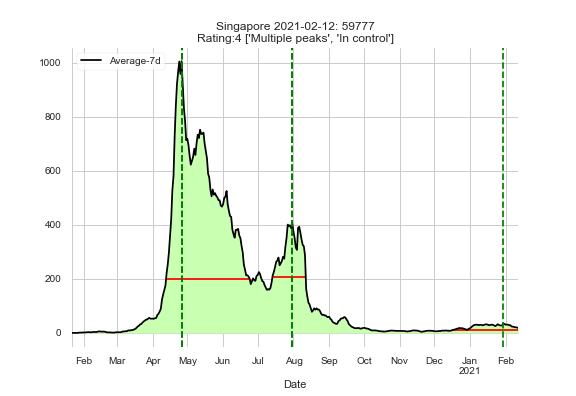 Singapore 2021-02-12: 59777
Rating:4 ['Multiple peaks', 'In control']
Average-7d
1000
800
600
400
200
0
Feb Mar Apr May Jun Jul Aug Sep Oct Nov Dec Jan Feb
2021
Date